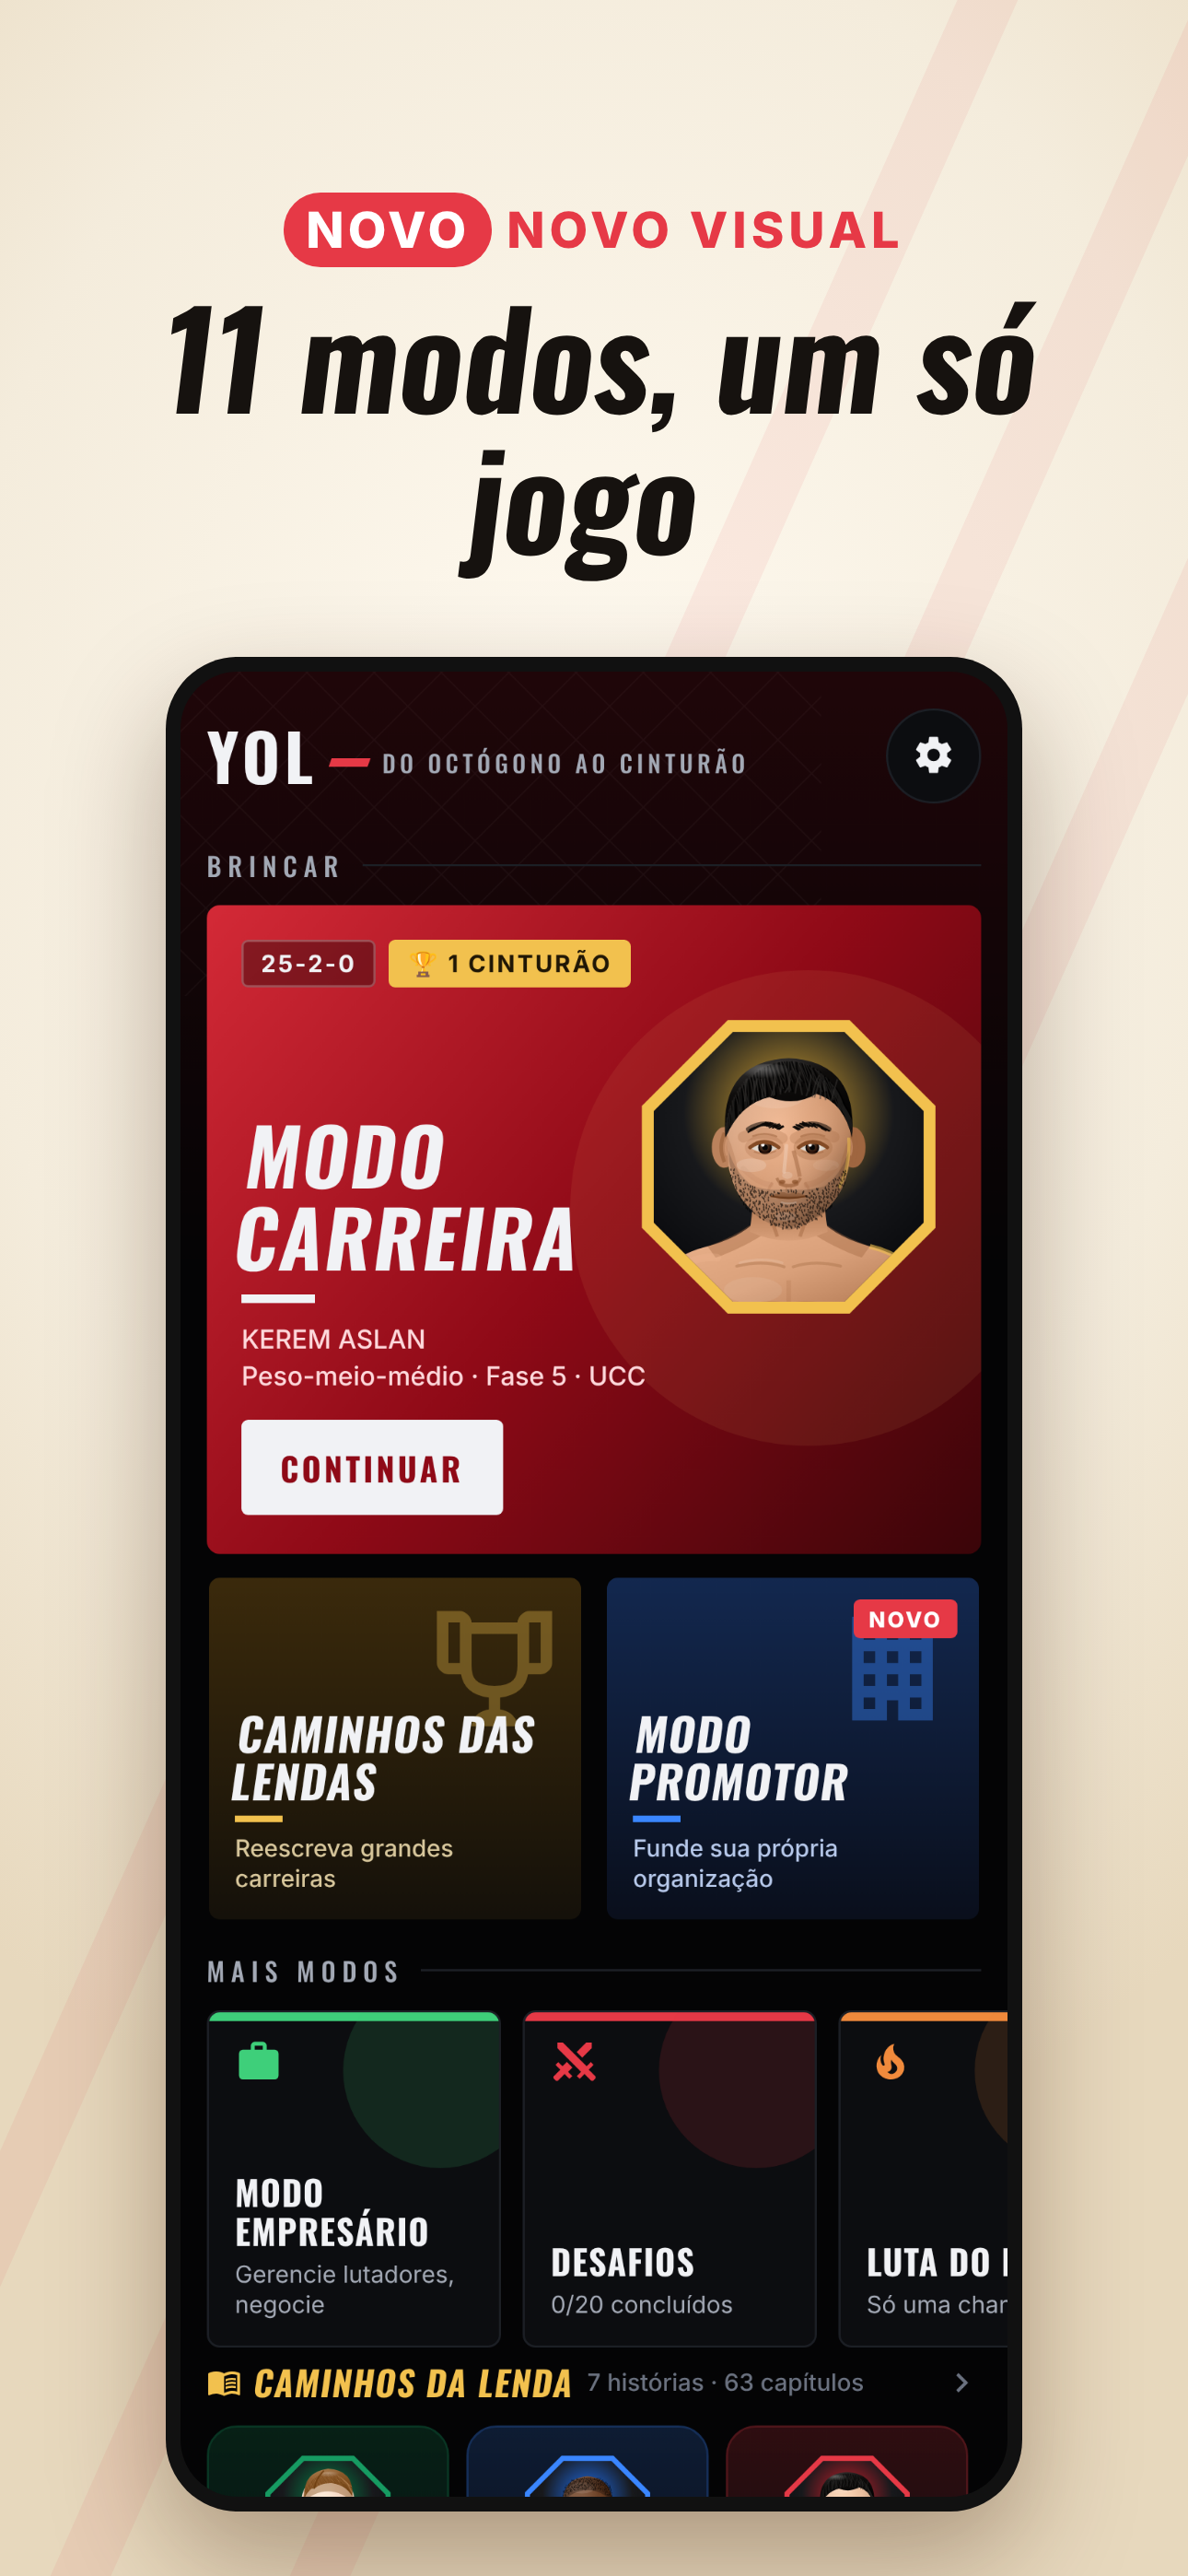 NOVO NOVO VISUAL
11 modos, um só
jogo
YOL
DO OCTÓGONO AO CINTURÃO
BRINCAR
25-2-0
🏆 1 CINTURÃO
MODO
CARREIRA
KEREM ASLAN
Peso-meio-médio · Fase 5 · UCC
CONTINUAR
CAMINHOS DAS
LENDAS
Reescreva grandes
carreiras
NOVO
MODO
PROMOTOR
Funde sua própria
organização
MAIS MODOS
MODO
EMPRESÁRIO
Gerencie lutadores,
negocie
DESAFIOS
0/20 concluídos
LUTA DO
Só uma
CAMINHOS DA LENDA 7 histórias · 63 capítulos